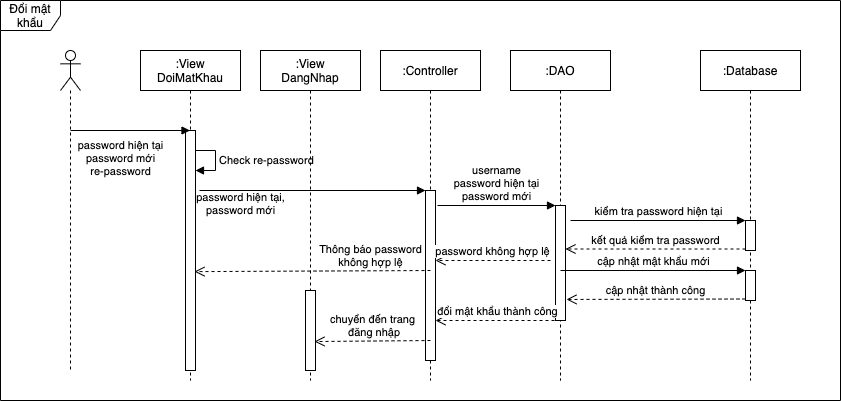 Đổi mật
khẩu
:View
DoiMatKhau
:View
DangNhap
:Controller
:DAO
:Database
password hiện tại
password mới
re-password
Check re-password
password hiện tại,
password mới
username
password hiện tại
password mới
kiểm tra password hiện tại
kết quả kiểm tra password
password không hợp lệ
Thông báo password
không hợp lệ
cập nhật mật khẩu mới
cập nhật thành công
đổi mật khẩu thành công
chuyển đến trang
đăng nhập